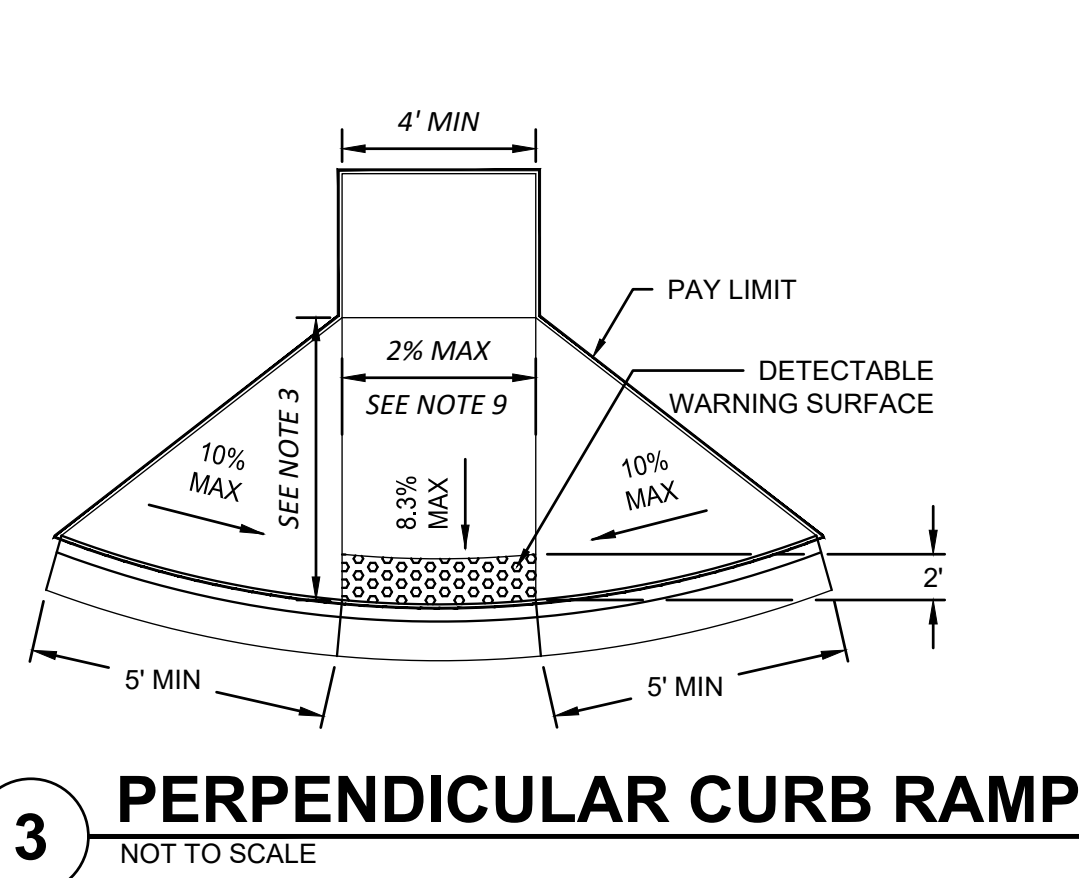 4' MIN
PAY LIMIT
2% MAX
DETECTABLE
WARNING SURFACE
SEE NOTE 9
SEE NOTE 3
10%
MAX
8.3%
MAX
10%
MAX
2'
5' MIN
5' MIN
3
PERPENDICULAR CURB RAMP
NOT TO SCALE